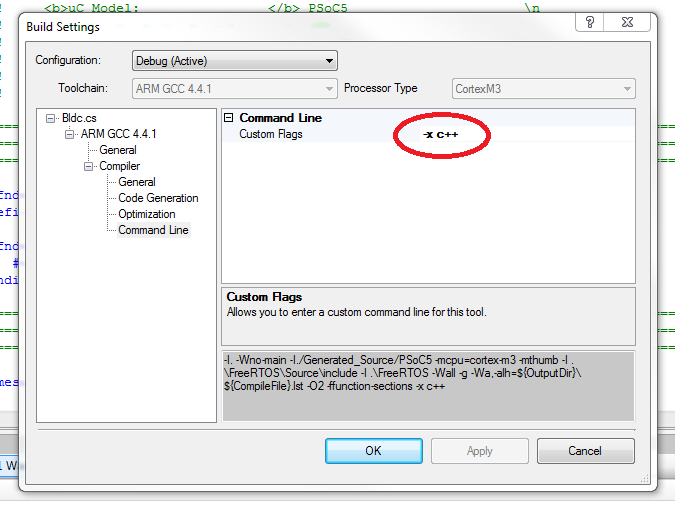 <b>uC Model: </b> PSoC5 \n
Build Settings
Configuration: Debug (Active)
Toolchain: ARM GCC 4.4.1 Processor Type CortexM3
Bldc.cs
ARM GCC 4.4.1
General
Compiler
General
Code Generation
Optimization
Command Line
Command Line
Custom Flags -x c++
Custom Flags
Allows you to enter a custom command line for this tool.
-I. -Wno-main -I./Generated_Source/PSoC5 -mcpu=cortex-m3 -mthumb -I .
\FreeRTOS\Source\include -I .\FreeRTOS -Wall -g -Wa,-alh=${OutputDir}\
${CompileFile}.lst -O2 -ffunction-sections -x c++
OK Apply Cancel